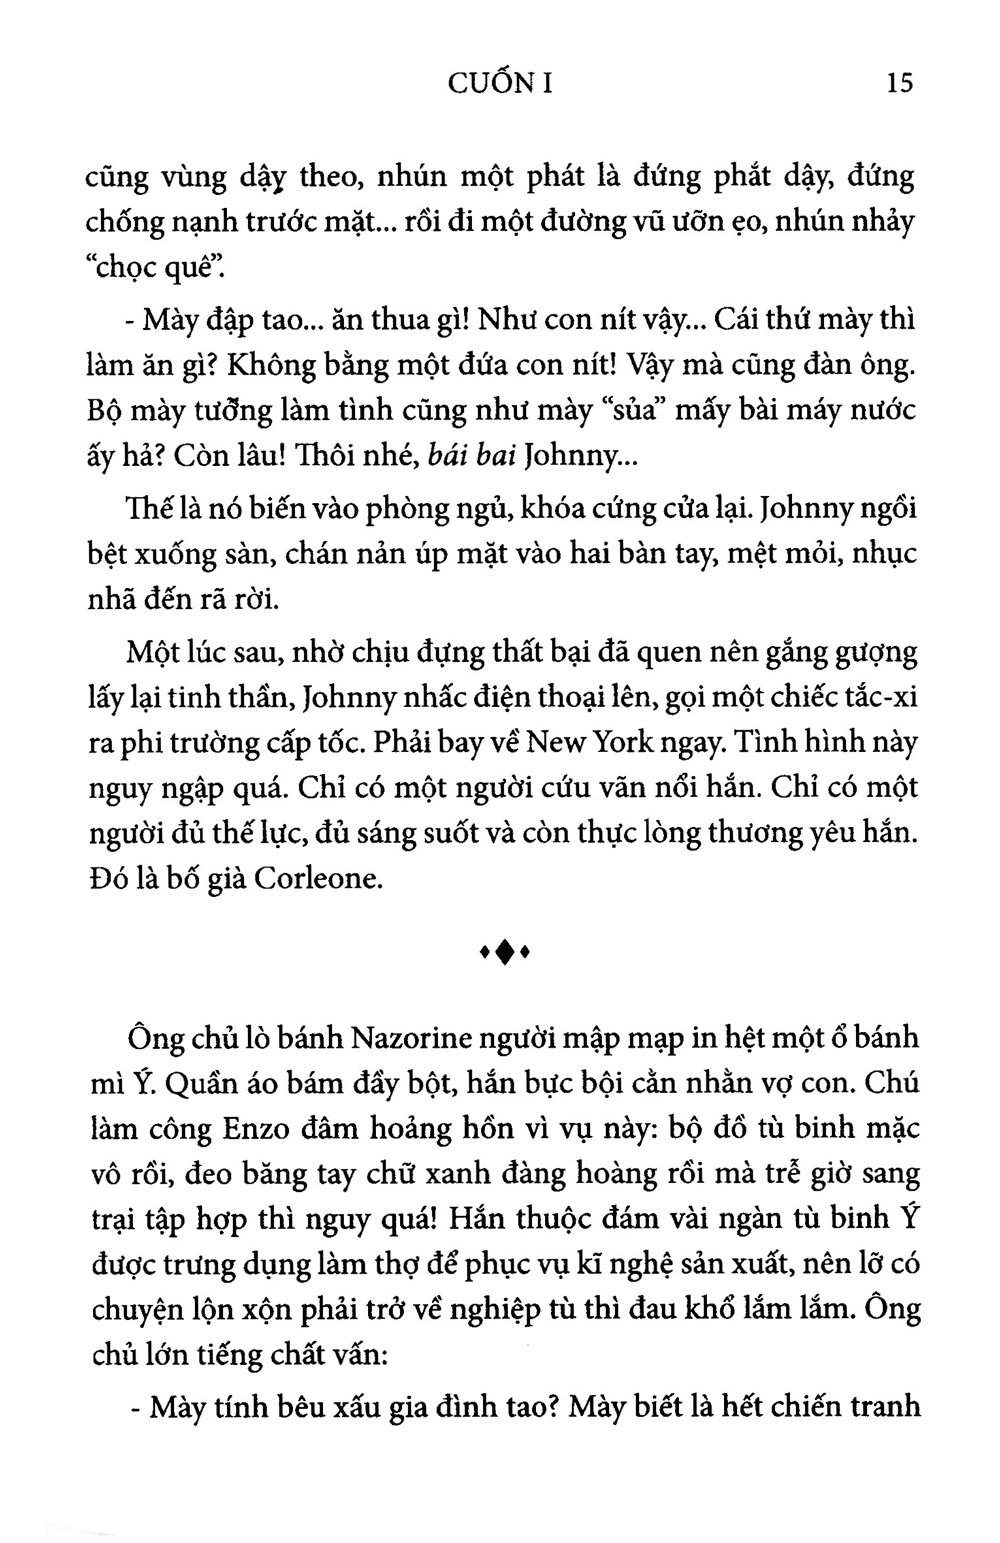 CUỐN I 15
cũng vùng dậy theo, nhún một phát là đứng phắt dậy, đứng
chống nạnh trước mặt... rồi đi một đường vũ ưỡn ẹo, nhún nhảy
“chọc quê”.
- Mày đập tao... ăn thua gì! Như con nít vậy... Cái thứ mày thì
làm ăn gì? Không bằng một đứa con nít! Vậy mà cũng đàn ông.
Bộ mày tưởng làm tình cũng như mày “sủa” mấy bài máy nước
ấy hả? Còn lâu! Thôi nhé, bái bai Johnny...
Thế là nó biến vào phòng ngủ, khóa cứng cửa lại. Johnny ngồi
bệt xuống sàn, chán nản úp mặt vào hai bàn tay, mệt mỏi, nhục
nhã đến rã rời.
Một lúc sau, nhờ chịu đựng thất bại đã quen nên gắng gượng
lấy lại tinh thần, Johnny nhấc điện thoại lên, gọi một chiếc tắc-xi
ra phi trường cấp tốc. Phải bay về New York ngay. Tình hình này
nguy ngập quá. Chỉ có một người cứu vãn nổi hắn. Chỉ có một
người đủ thế lực, đủ sáng suốt và còn thực lòng thương yêu hắn.
Đó là bố già Corleone.
Ông chủ lò bánh Nazorine người mập mạp in hệt một ổ bánh
mì Ý. Quần áo bám đầy bột, hắn bực bội cằn nhằn vợ con. Chú
làm công Enzo đâm hoảng hồn vì vụ này: bộ đồ tù binh mặc
vô rồi, đeo băng tay chữ xanh đàng hoàng rồi mà trễ giờ sang
trại tập hợp thì nguy quá! Hắn thuộc đám vài ngàn tù binh Ý
được trưng dụng làm thợ để phục vụ kĩ nghệ sản xuất, nên lỡ có
chuyện lộn xộn phải trở về nghiệp tù thì đau khổ lắm lắm. Ông
chủ lớn tiếng chất vấn:
- Mày tính bêu xấu gia đình tao? Mày biết là hết chiến tranh